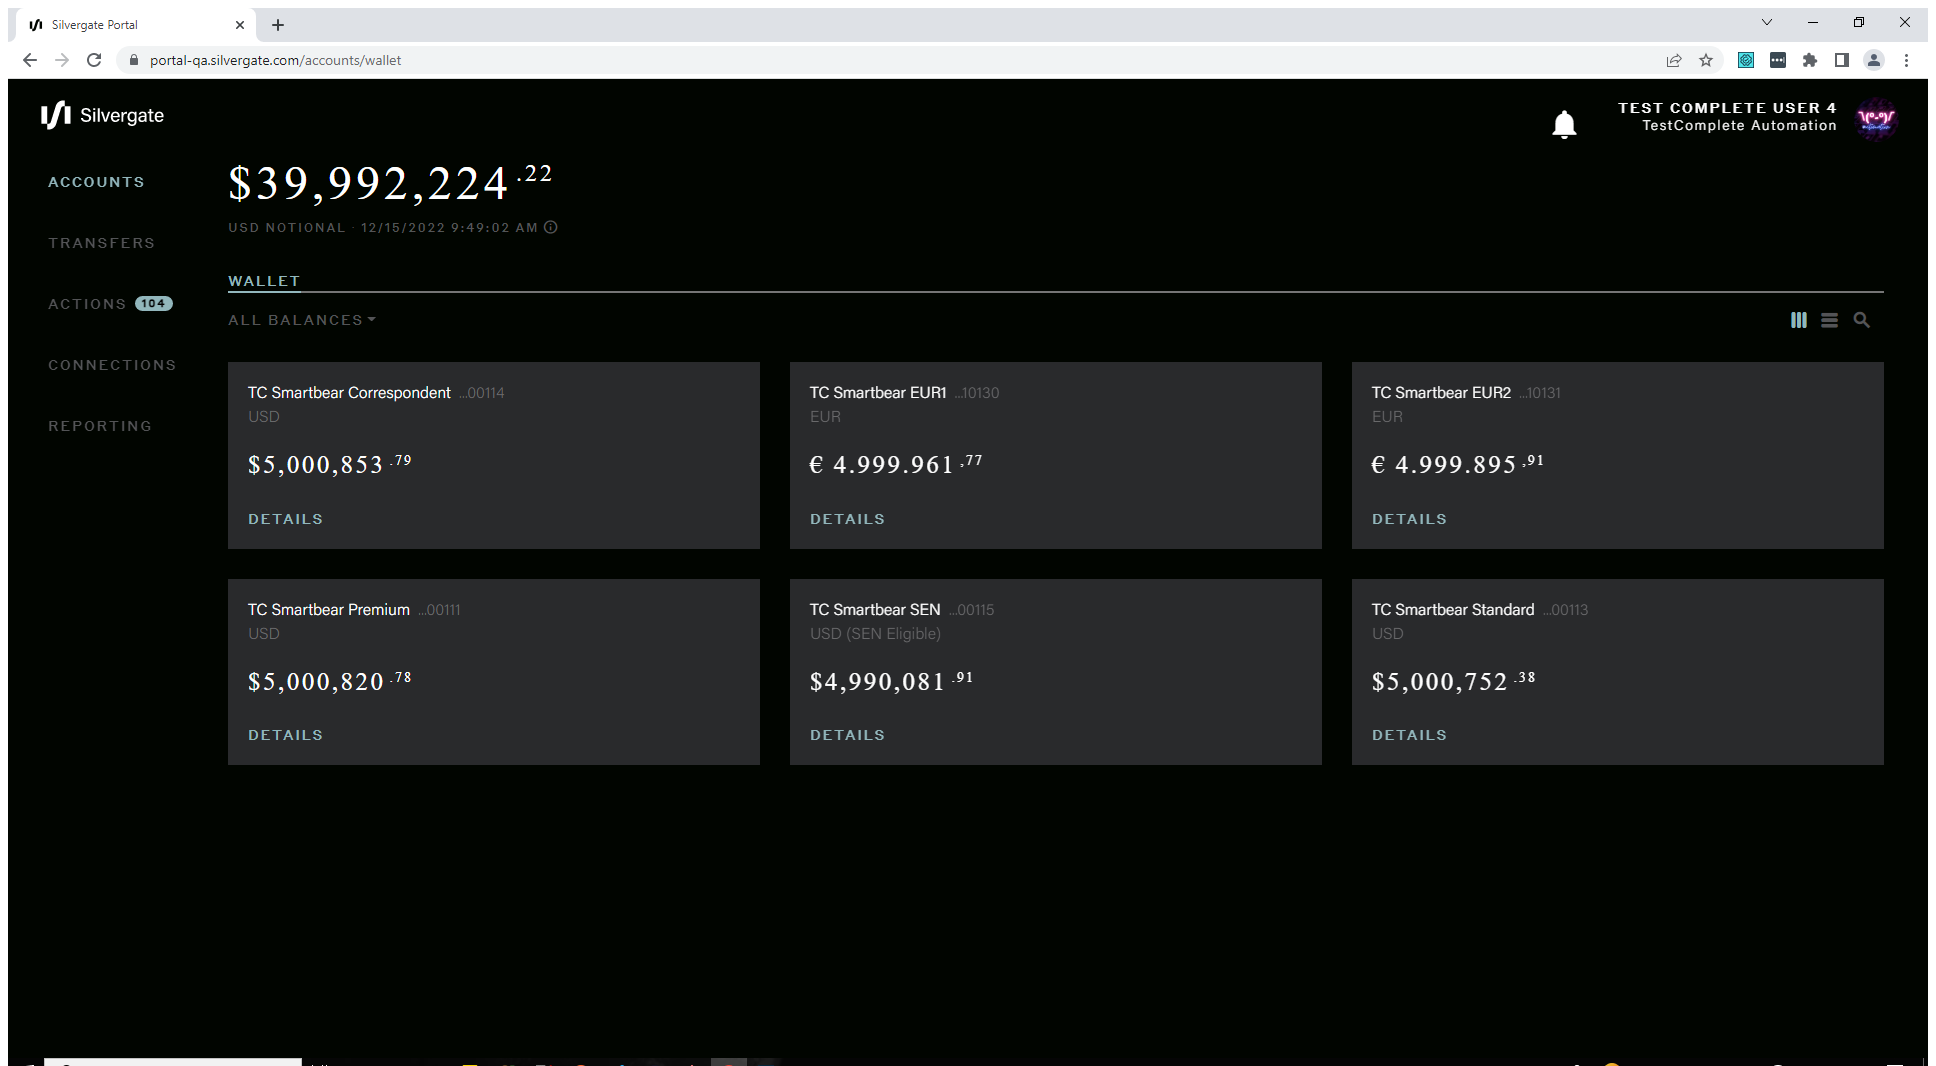 Silvergate Portal
portal-qa.silvergate.com/accounts/wallet
Silvergate
TEST COMPLETE USER 4
TestComplete Automation
ACCOUNTS
TRANSFERS
ACTIONS 104
CONNECTIONS
REPORTING
$39,992,224.22
USD NOTIONAL · 12/15/2022 9:49:02 AM
WALLET
ALL BALANCES
TC Smartbear Correspondent ...00114
USD
$5,000,853.79
DETAILS
TC Smartbear EUR1 ...10130
EUR
€ 4.999.961,77
DETAILS
TC Smartbear EUR2 ...10131
EUR
€ 4.999.895,91
DETAILS
TC Smartbear Premium ...00111
USD
$5,000,820.78
DETAILS
TC Smartbear SEN ...00115
USD (SEN Eligible)
$4,990,081.91
DETAILS
TC Smartbear Standard ...00113
USD
$5,000,752.38
DETAILS